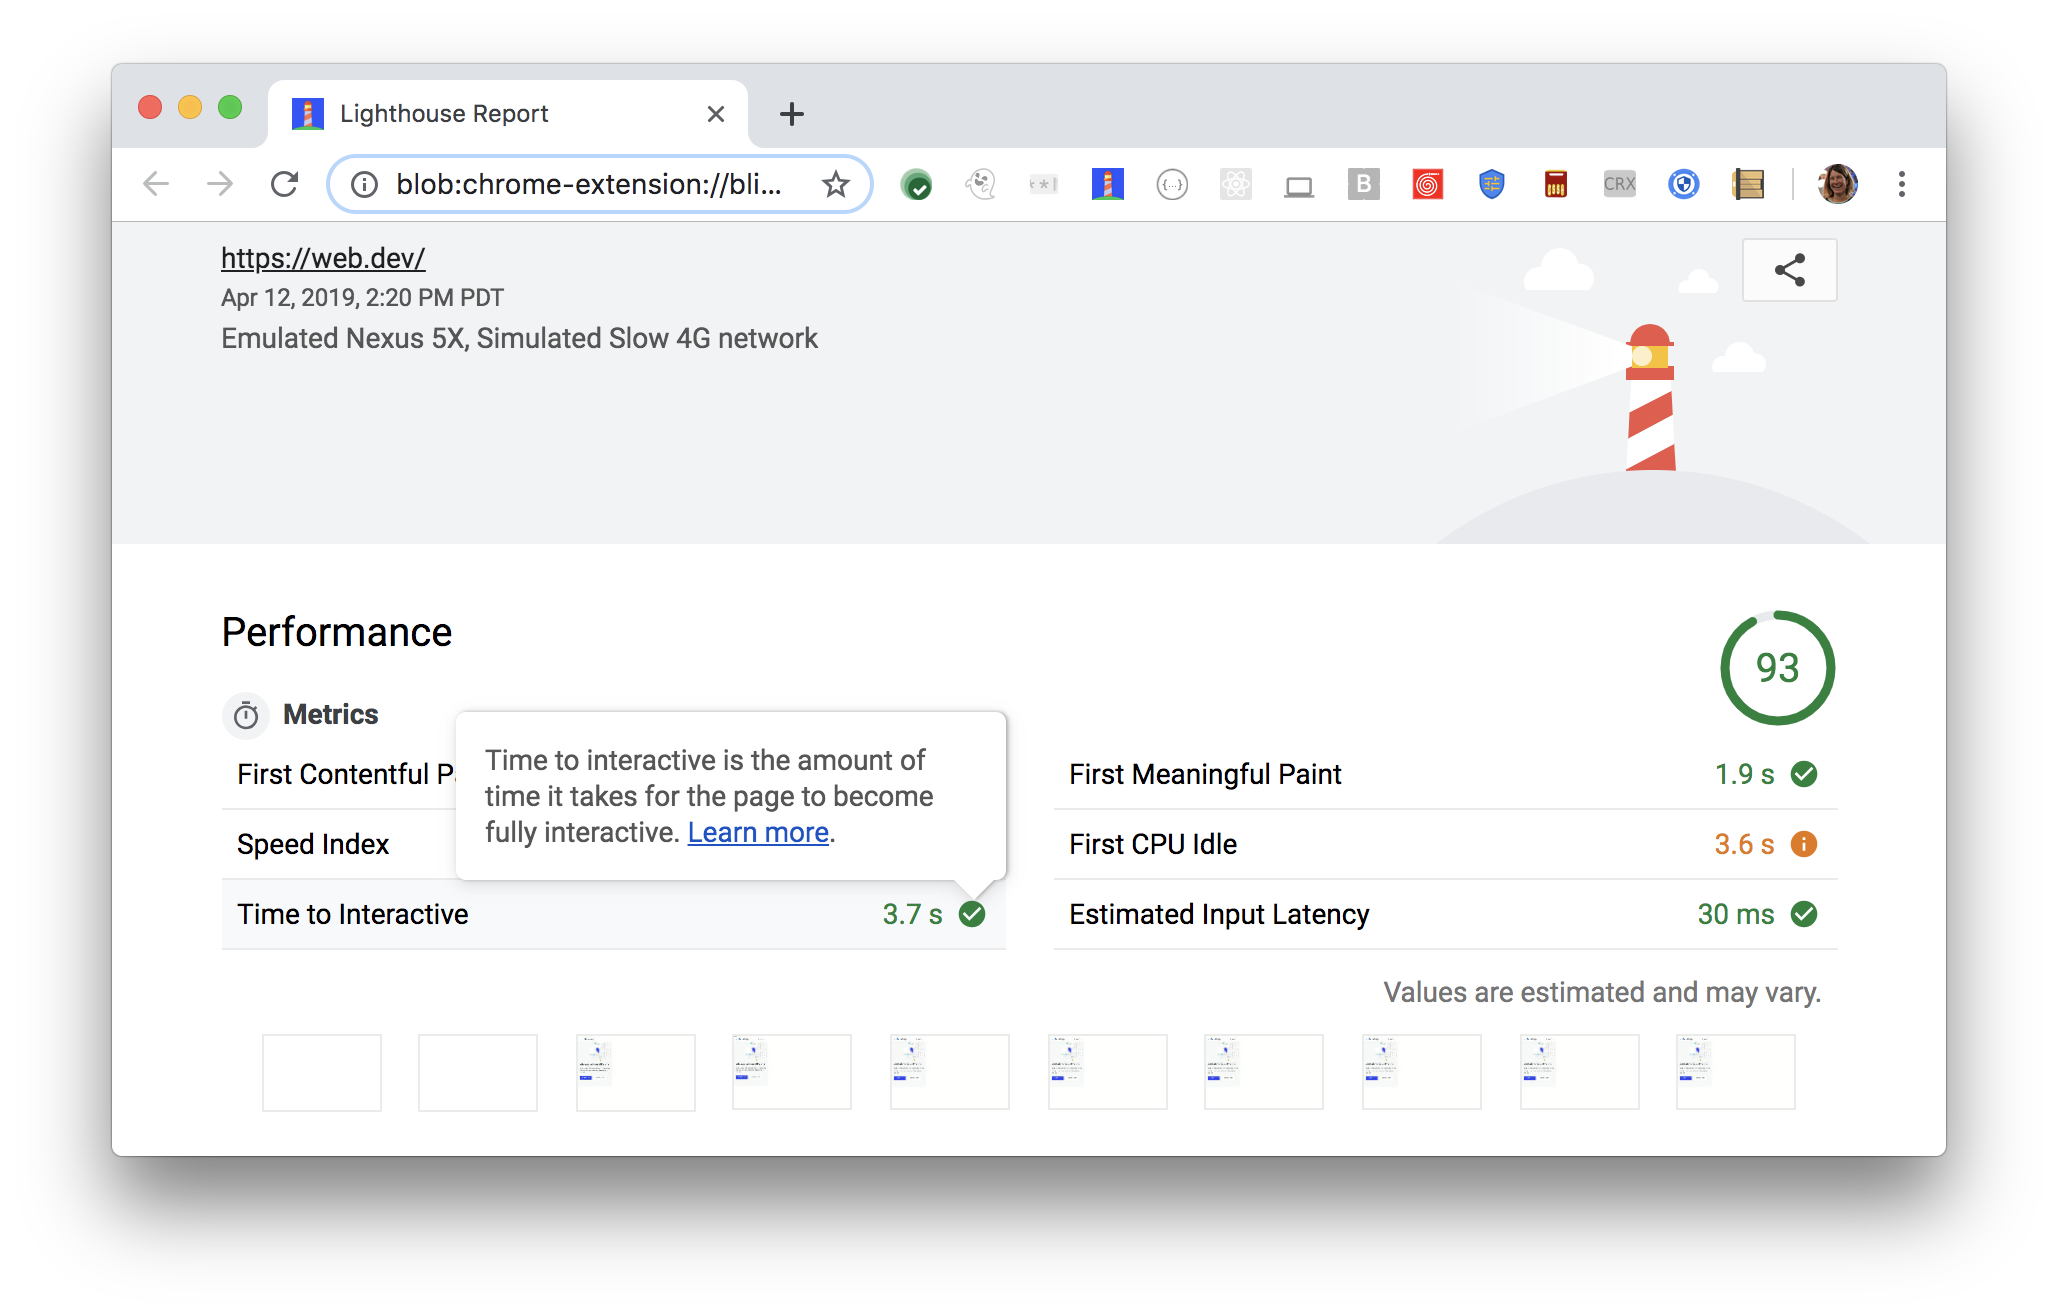 Lighthouse Report
blob:chrome-extension://bli...
B
CRX
https://web.dev/
Apr 12, 2019, 2:20 PM PDT
Emulated Nexus 5X, Simulated Slow 4G network
Performance
93
Metrics
Time to interactive is the amount of
time it takes for the page to become
fully interactive. Learn more.
First Contentful
First Meaningful Paint 1.9 s
Speed Index
First CPU Idle 3.6 s
Time to Interactive 3.7 s
Estimated Input Latency 30 ms
Values are estimated and may vary.